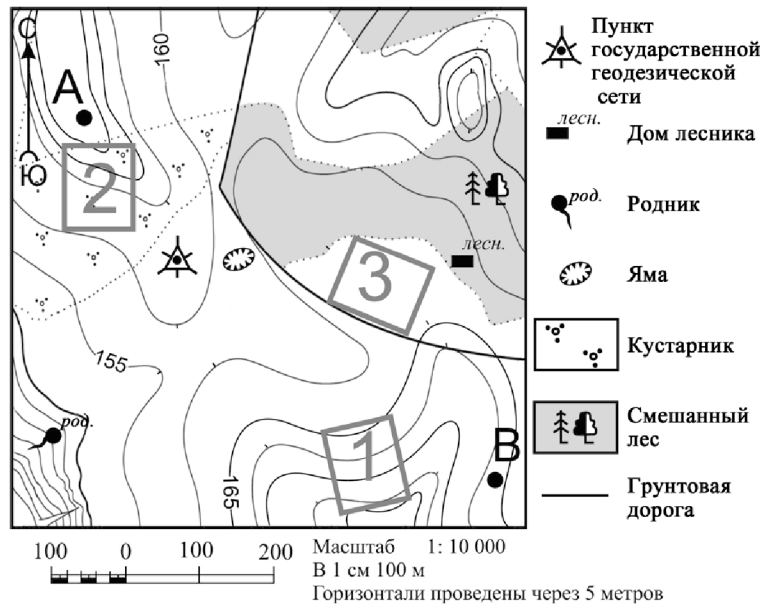 С
Ю
А
В
160
155
165
1
2
3
лесн.
род.
Пункт
государственной
геодезической
сети
лесн.
Дом лесника
род.
Родник
Яма
Кустарник
Смешанный
лес
Грунтовая
дорога
100 0 100 200
Масштаб 1: 10 000
В 1 см 100 м
Горизонтали проведены через 5 метров